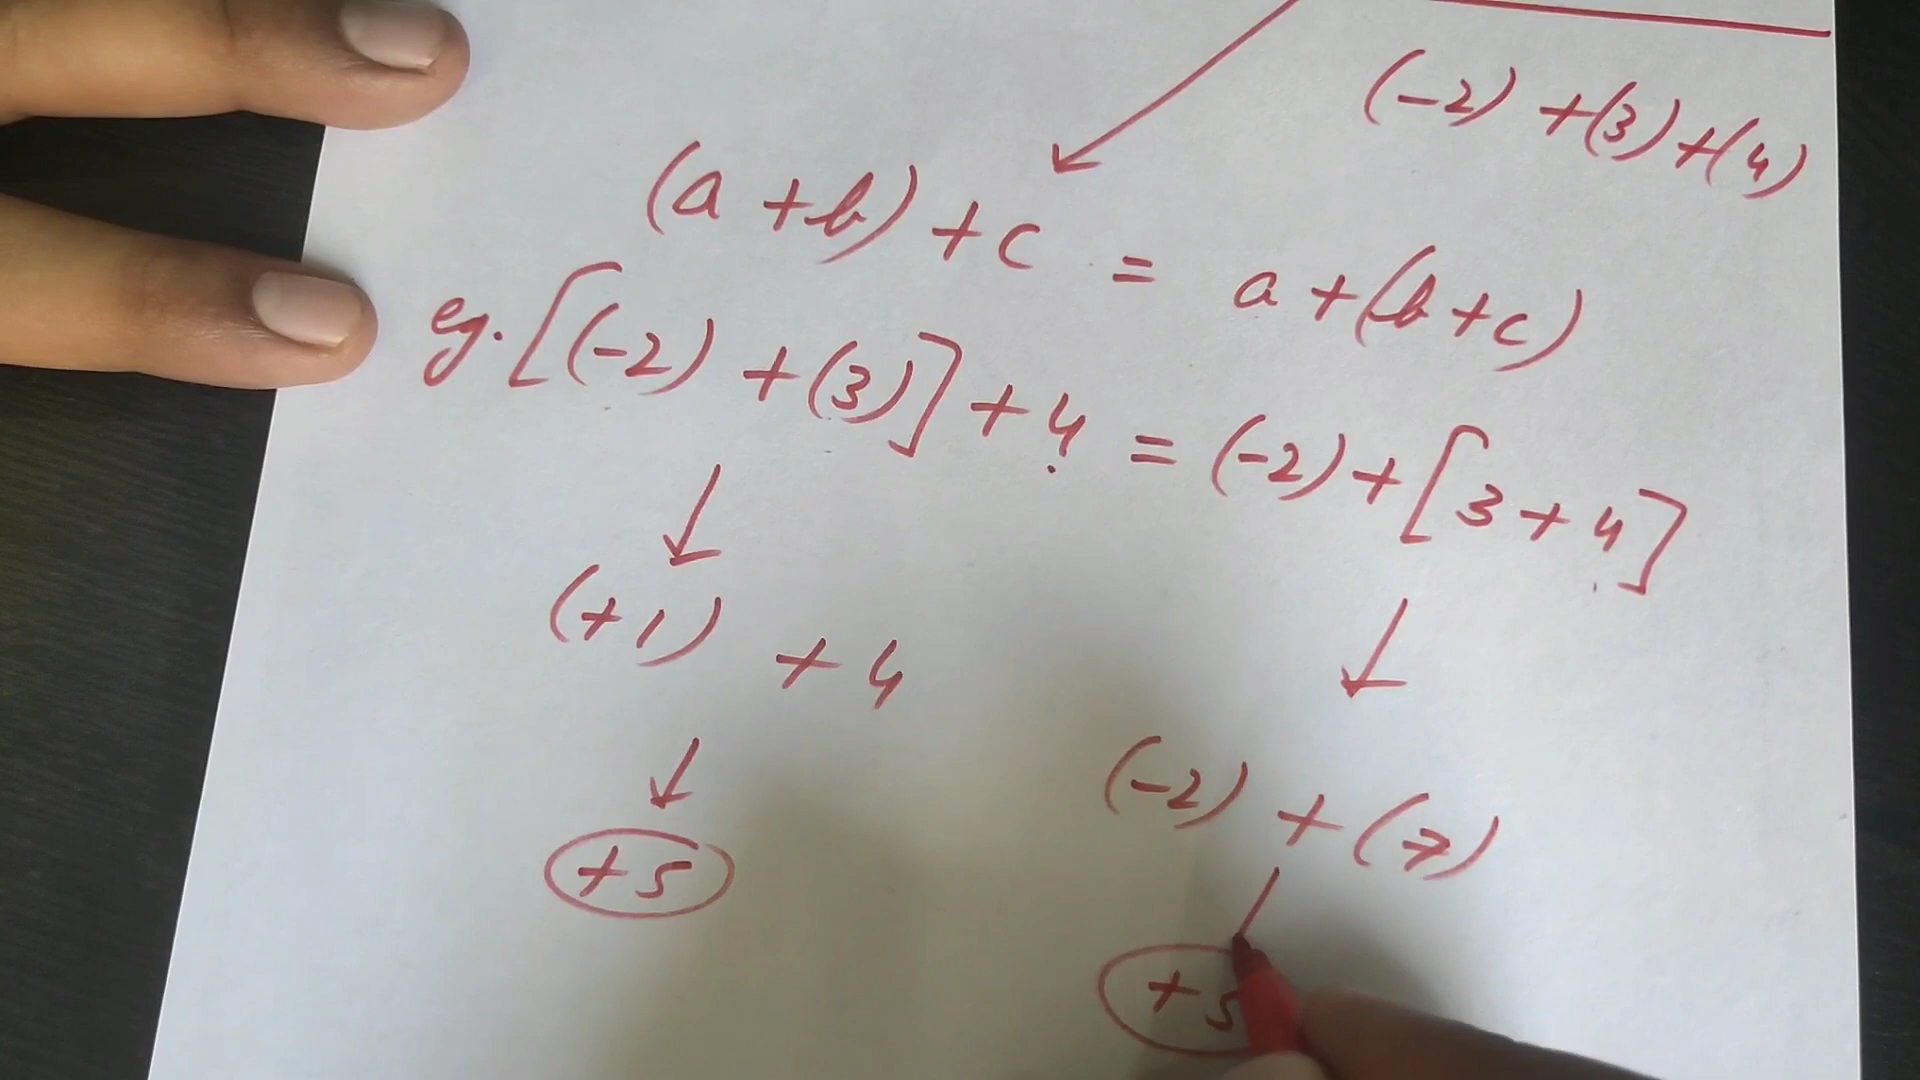 (-2) + (3) + (4)
(a + b) + c = a + (b + c)
eg. [(-2) + (3)] + 4 = (-2) + [3 + 4]
(+1) + 4
(-2) + (7)
+5
+5